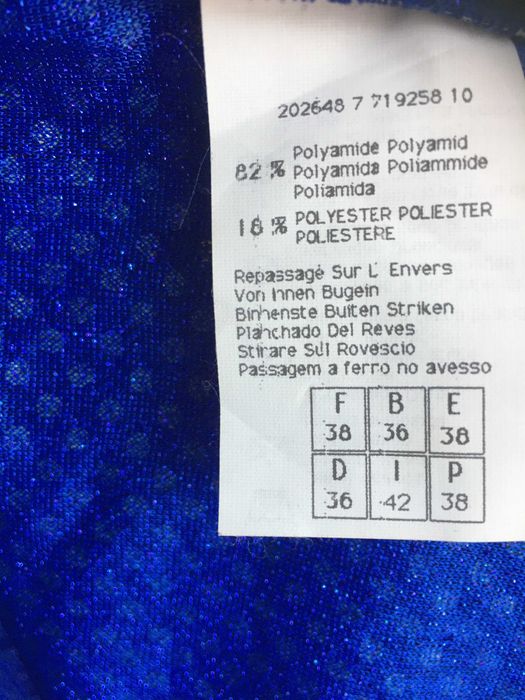 202648 7 719258 10
82 % Polyamide Polyamid
Polyamida Poliammide
Poliamida
18 % POLYESTER POLIESTER
POLIESTERE
Repassage Sur L' Envers
Von Innen Bugein
Binnenste Buiten Striken
Planchado Del Reves
Stirare Sul Rovescio
Passagem a ferro no avesso
F B E
38 36 38
D I P
36 42 38